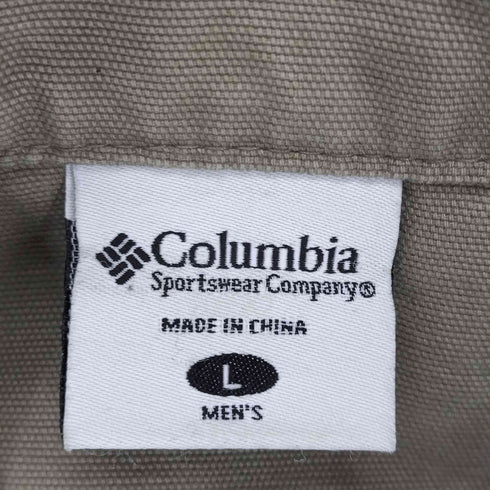 Columbia
Sportswear Company®
MADE IN CHINA
L
MEN'S